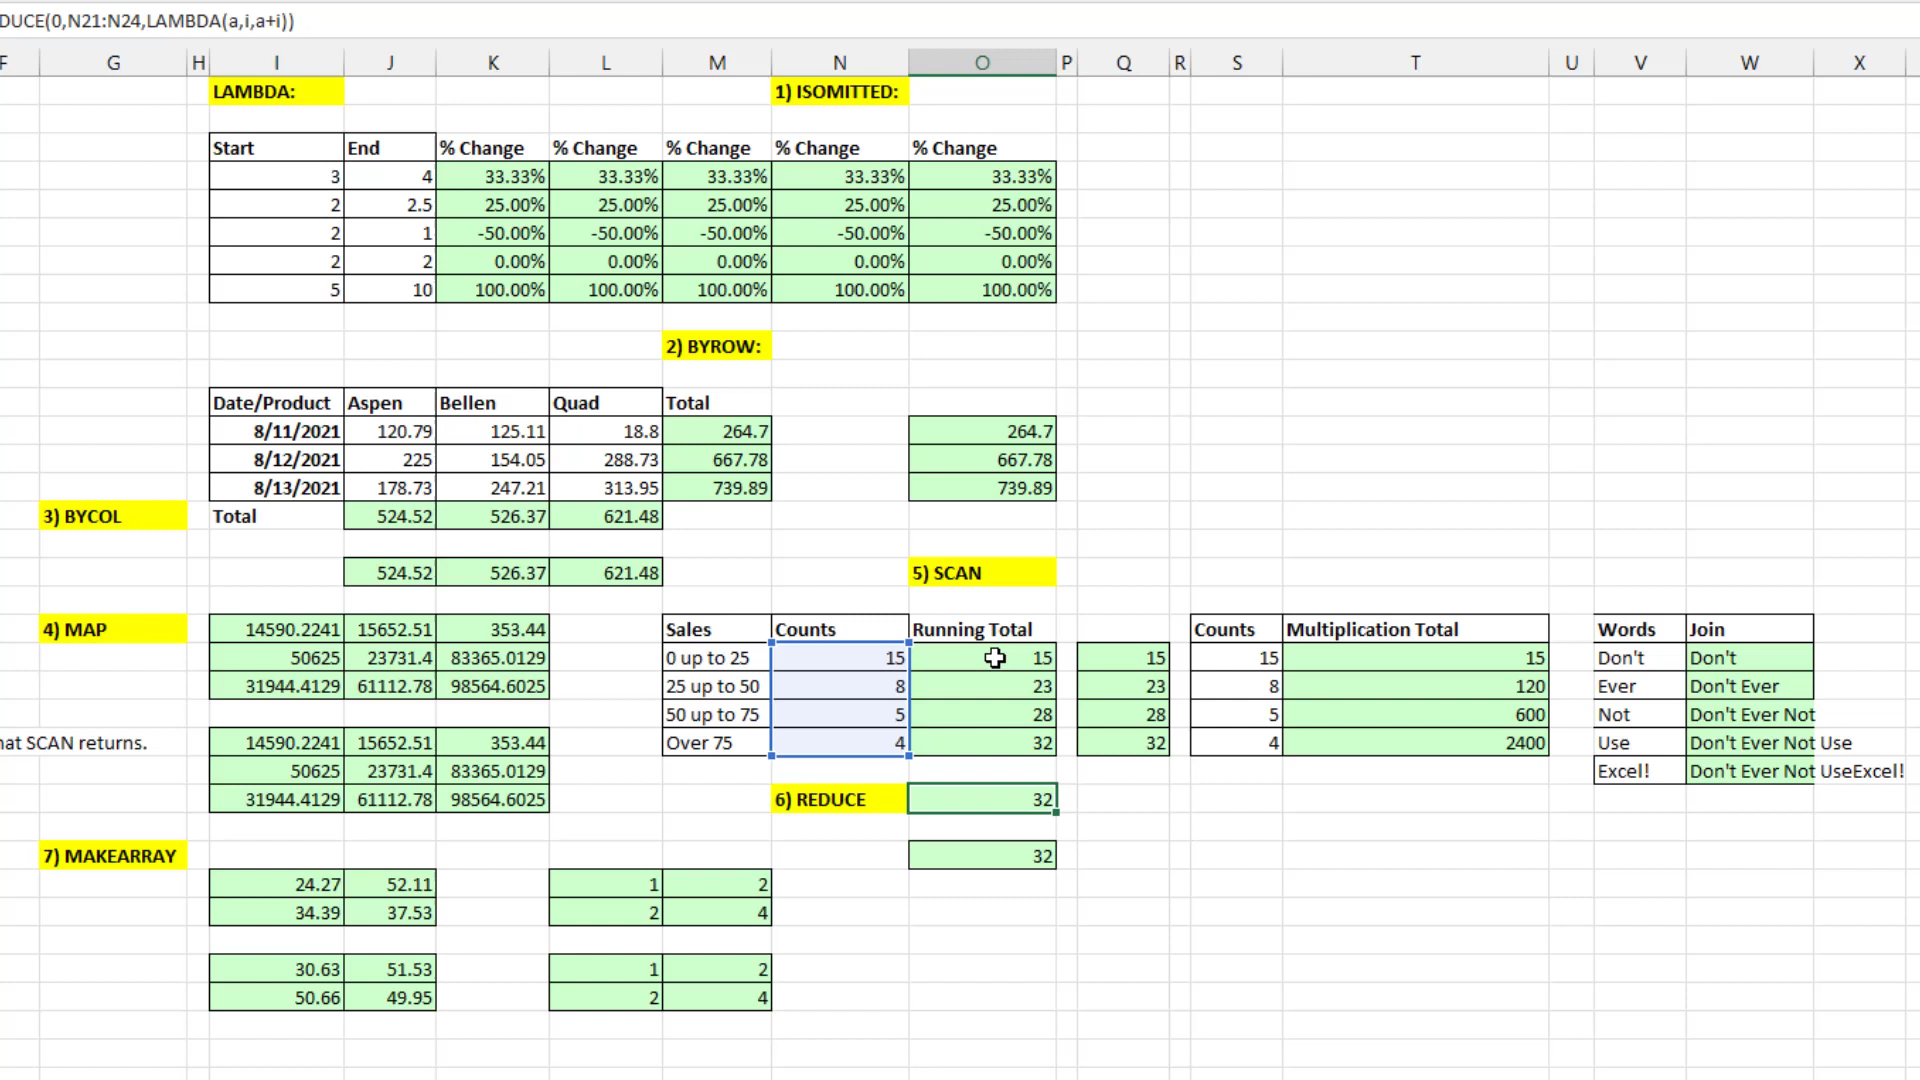 DUCE(0,N21:N24,LAMBDA(a,i,a+i))
F G H I J K L M N O P Q R S T U V W X
LAMBDA: 1) ISOMITTED:
Start End % Change % Change % Change % Change % Change
3 4 33.33% 33.33% 33.33% 33.33% 33.33%
2 2.5 25.00% 25.00% 25.00% 25.00% 25.00%
2 1 -50.00% -50.00% -50.00% -50.00% -50.00%
2 2 0.00% 0.00% 0.00% 0.00% 0.00%
5 10 100.00% 100.00% 100.00% 100.00% 100.00%
2) BYROW:
Date/Product Aspen Bellen Quad Total
8/11/2021 120.79 125.11 18.8 264.7 264.7
8/12/2021 225 154.05 288.73 667.78 667.78
8/13/2021 178.73 247.21 313.95 739.89 739.89
3) BYCOL Total 524.52 526.37 621.48
524.52 526.37 621.48 5) SCAN
4) MAP 14590.2241 15652.51 353.44 Sales Counts Running Total Counts Multiplication Total Words Join
50625 23731.4 83365.0129 0 up to 25 15 15 15 15 15 Don't Don't
31944.4129 61112.78 98564.6025 25 up to 50 8 23 23 8 120 Ever Don't Ever
50 up to 75 5 28 28 5 600 Not Don't Ever Not
hat SCAN returns. 14590.2241 15652.51 353.44 Over 75 4 32 32 4 2400 Use Don't Ever Not Use
50625 23731.4 83365.0129 Excel! Don't Ever Not UseExcel!
31944.4129 61112.78 98564.6025 6) REDUCE 32
7) MAKEARRAY 32
24.27 52.11 1 2
34.39 37.53 2 4
30.63 51.53 1 2
50.66 49.95 2 4